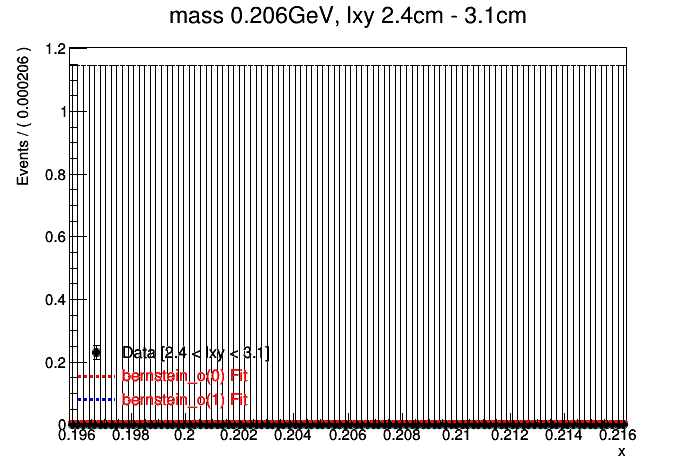 mass 0.206GeV, lxy 2.4cm - 3.1cm
Events / ( 0.000206 )
1.2
1
0.8
0.6
0.4
0.2
0
Data [2.4 < lxy < 3.1]
bernstein_o(0) Fit
bernstein_o(1) Fit
0.196 0.198 0.2 0.202 0.204 0.206 0.208 0.21 0.212 0.214 0.216
x